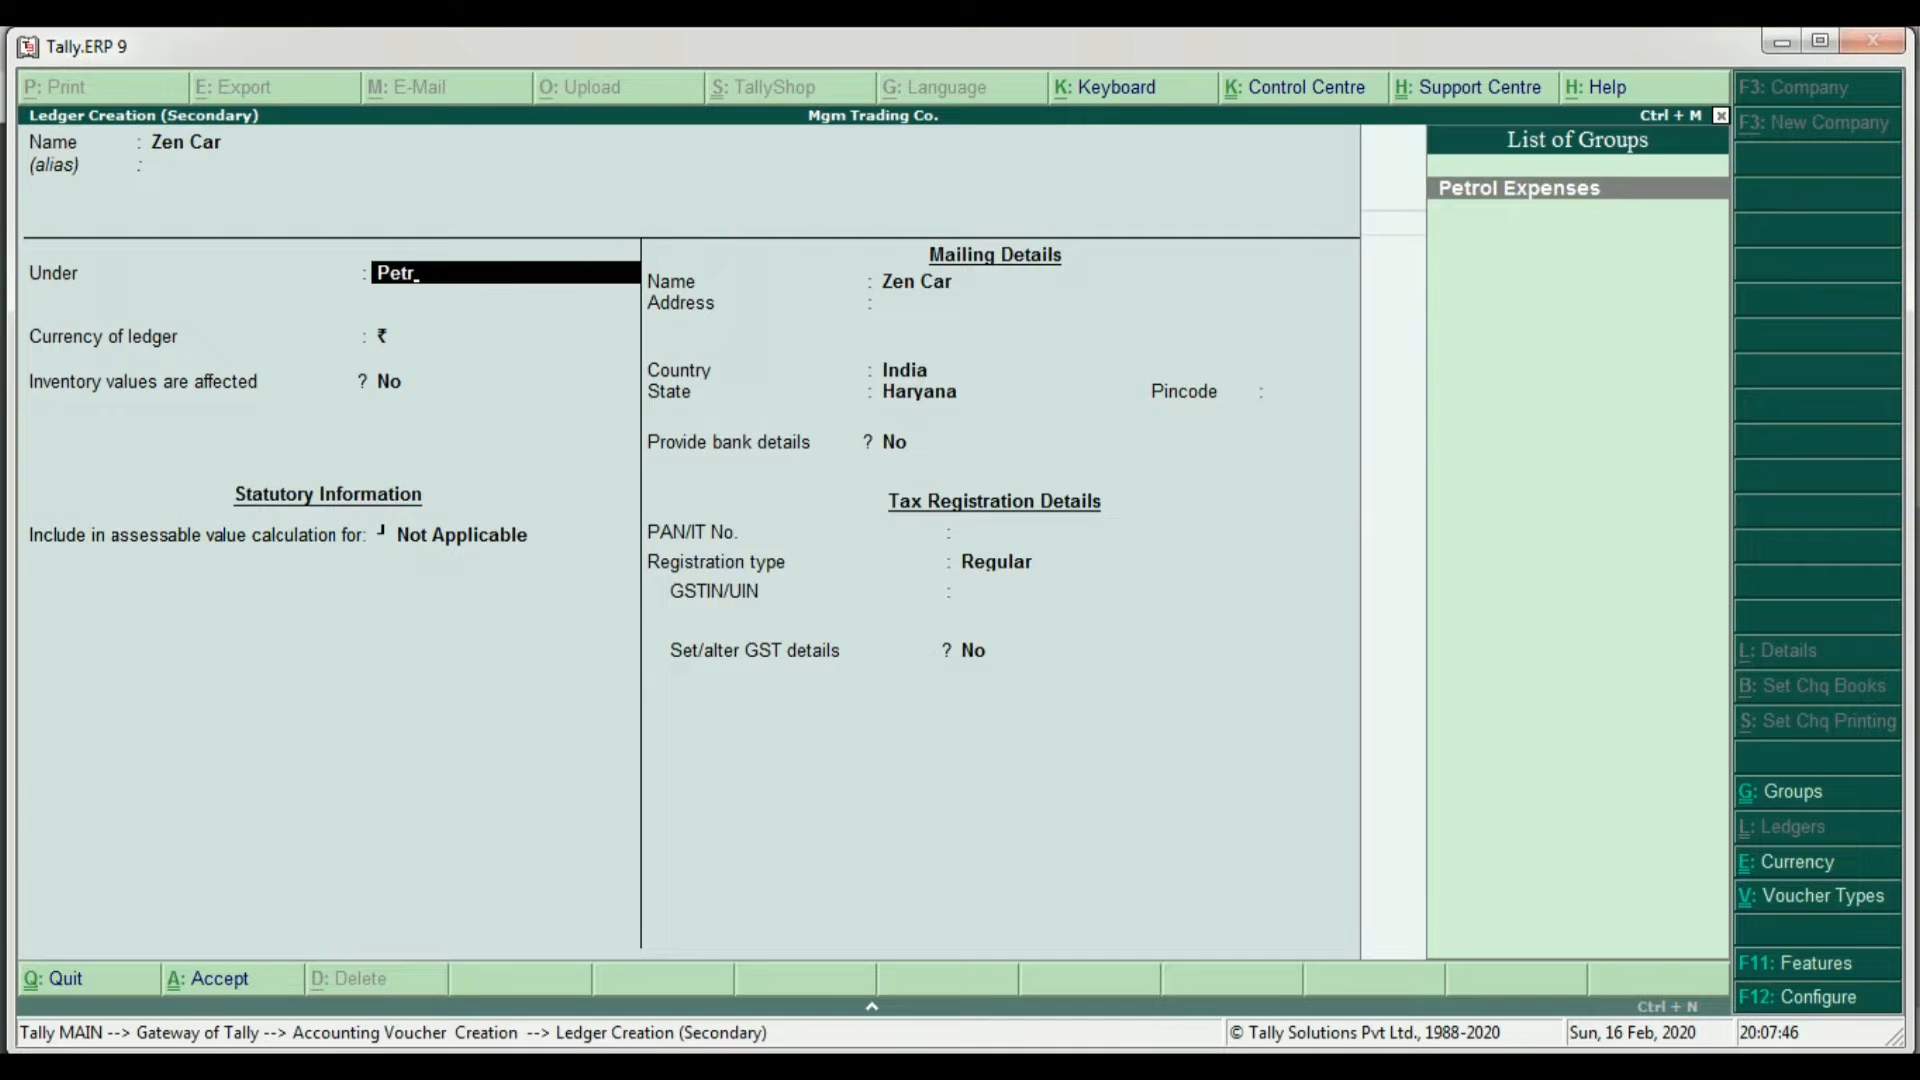 Tally.ERP 9
P: Print E: Export M: E-Mail O: Upload S: TallyShop G: Language K: Keyboard K: Control Centre H: Support Centre H: Help F3: Company
Ledger Creation (Secondary) Mgm Trading Co. Ctrl + M
F3: New Company
Name : Zen Car
(alias) :
List of Groups
Petrol Expenses
Under : Petr
Currency of ledger : ₹
Inventory values are affected ? No
Statutory Information
Include in assessable value calculation for: ┘ Not Applicable
Mailing Details
Name : Zen Car
Address :
Country : India
State : Haryana Pincode :
Provide bank details ? No
Tax Registration Details
PAN/IT No. :
Registration type : Regular
GSTIN/UIN :
Set/alter GST details ? No
L: Details
B: Set Chq Books
S: Set Chq Printing
G: Groups
L: Ledgers
E: Currency
V: Voucher Types
F11: Features
F12: Configure
Q: Quit A: Accept D: Delete
Ctrl + N
Tally MAIN --> Gateway of Tally --> Accounting Voucher Creation --> Ledger Creation (Secondary) © Tally Solutions Pvt Ltd., 1988-2020 Sun, 16 Feb, 2020 20:07:46